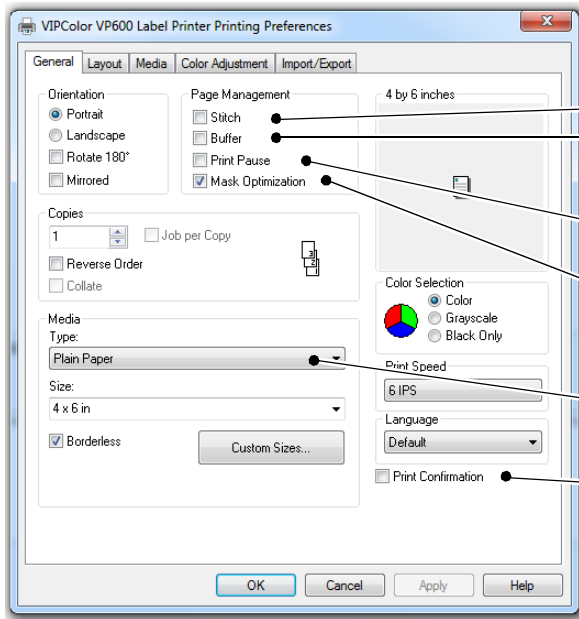 VIPColor VP600 Label Printer Printing Preferences
General Layout Media Color Adjustment Import/Export
Orientation
Portrait
Landscape
Rotate 180°
Mirrored
Page Management
Stitch
Buffer
Print Pause
Mask Optimization
4 by 6 inches
Copies
1
Job per Copy
Reverse Order
Collate
3
2
1
Color Selection
Color
Grayscale
Black Only
Media
Type:
Plain Paper
Size:
4 x 6 in
Borderless
Custom Sizes...
Print Speed
6 IPS
Language
Default
Print Confirmation
OK Cancel Apply Help